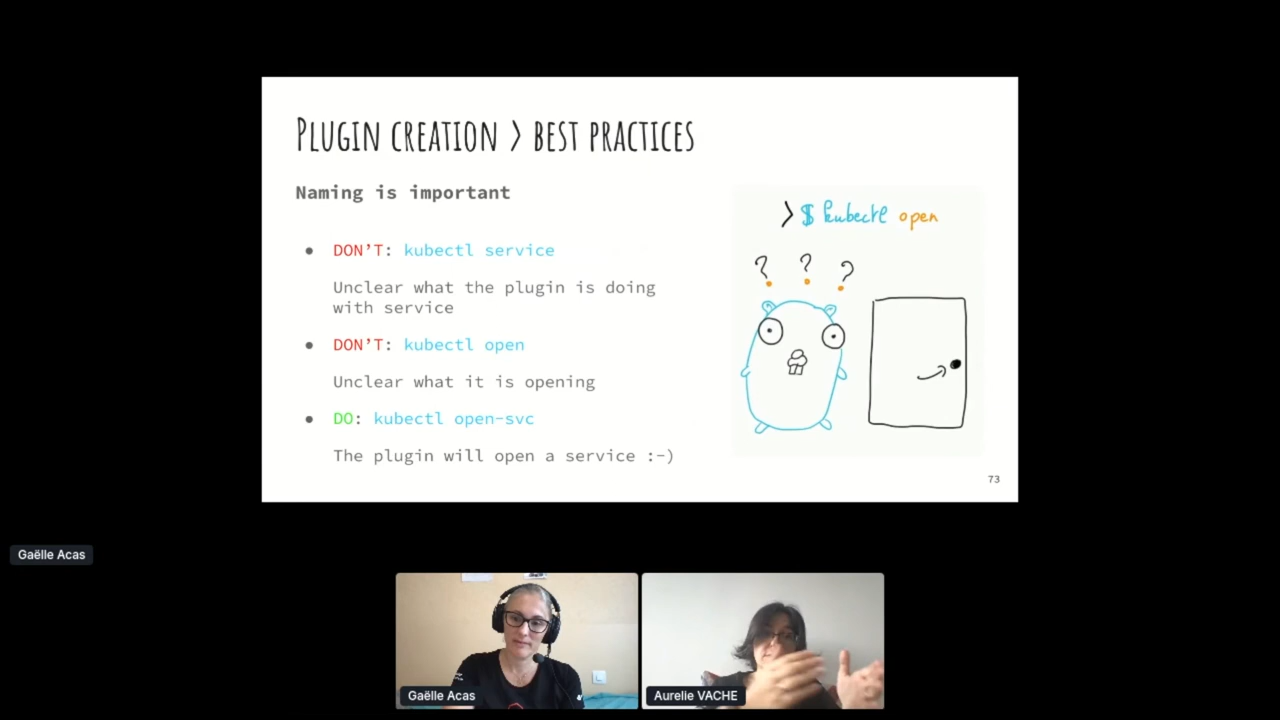 PLUGIN CREATION > BEST PRACTICES
Naming is important
● DON'T: kubectl service
Unclear what the plugin is doing
with service
● DON'T: kubectl open
Unclear what it is opening
● DO: kubectl open-svc
The plugin will open a service :-)
> $ kubectl open
? ? ?
73
Gaëlle Acas
Gaëlle Acas
Aurelie VACHE